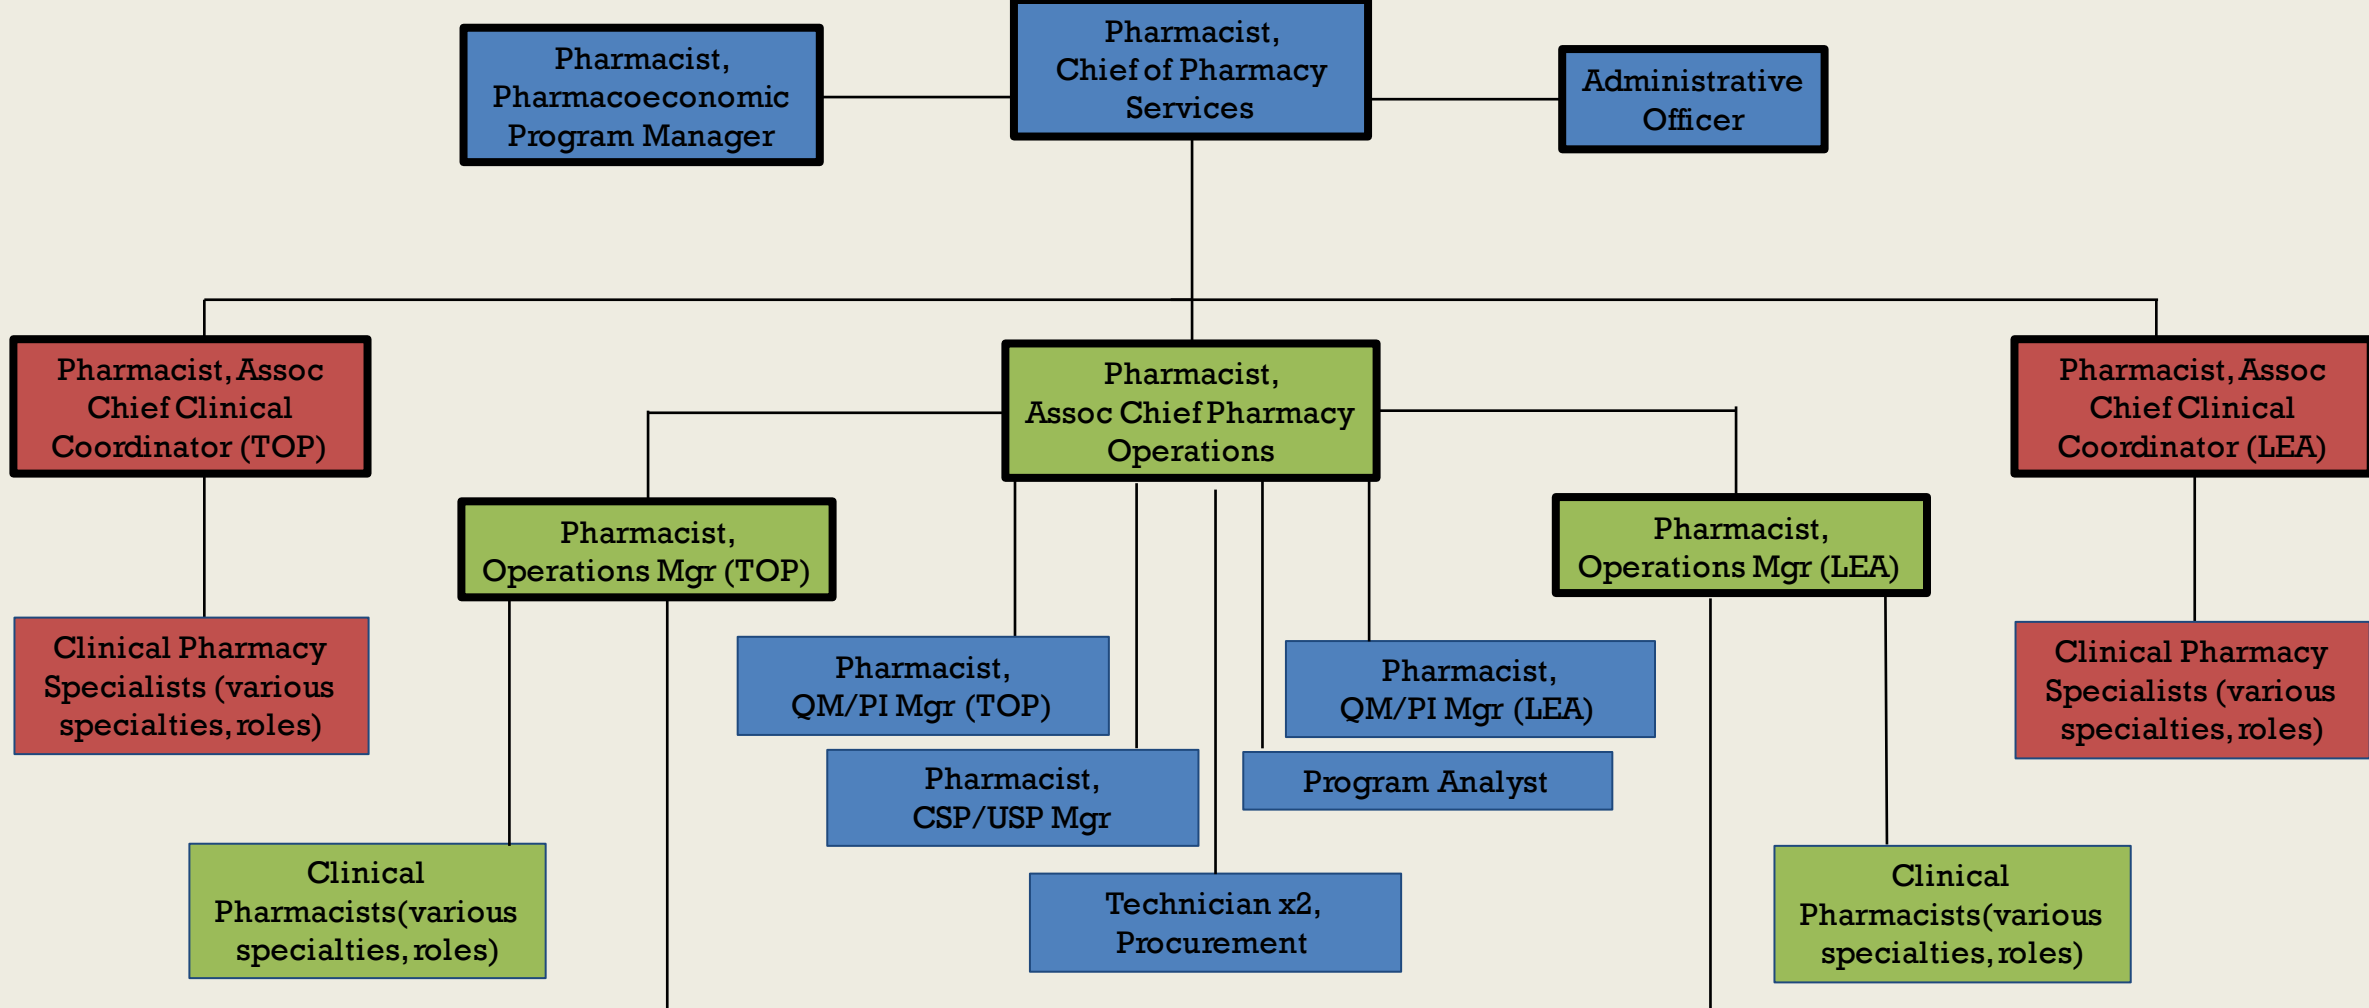 Pharmacist,
Pharmacoeconomic
Program Manager
Pharmacist,
Chief of Pharmacy
Services
Administrative
Officer
Pharmacist, Assoc
Chief Clinical
Coordinator (TOP)
Pharmacist,
Assoc Chief Pharmacy
Operations
Pharmacist, Assoc
Chief Clinical
Coordinator (LEA)
Pharmacist,
Operations Mgr (TOP)
Pharmacist,
Operations Mgr (LEA)
Clinical Pharmacy
Specialists (various
specialties, roles)
Pharmacist,
QM/PI Mgr (TOP)
Pharmacist,
QM/PI Mgr (LEA)
Clinical Pharmacy
Specialists (various
specialties, roles)
Pharmacist,
CSP/USP Mgr
Program Analyst
Clinical
Pharmacists(various
specialties, roles)
Technician x2,
Procurement
Clinical
Pharmacists(various
specialties, roles)